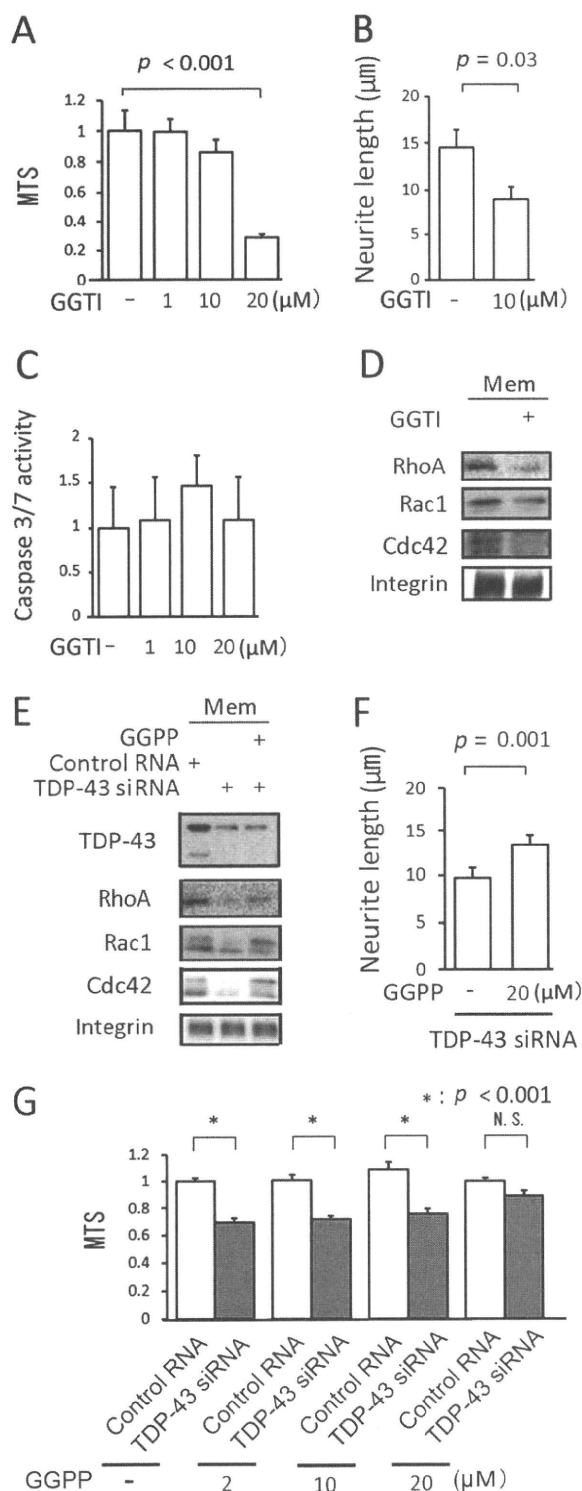 A
p < 0.001
MTS
1.2
1
0.8
0.6
0.4
0.2
0
GGTI - 1 10 20 (μM)
B
p = 0.03
Neurite length (μm)
20
15
10
5
0
GGTI - 10 (μM)
C
Caspase 3/7 activity
2
1.5
1
0.5
0
GGTI - 1 10 20 (μM)
D
Mem
GGTI +
RhoA
Rac1
Cdc42
Integrin
E
Mem
GGPP +
Control RNA +
TDP-43 siRNA + +
TDP-43
RhoA
Rac1
Cdc42
Integrin
F
p = 0.001
Neurite length (μm)
20
15
10
5
0
GGPP - 20 (μM)
TDP-43 siRNA
G
* : p < 0.001
* * * N. S.
MTS
1.2
1
0.8
0.6
0.4
0.2
0
Control RNA
TDP-43 siRNA
Control RNA
TDP-43 siRNA
Control RNA
TDP-43 siRNA
Control RNA
TDP-43 siRNA
GGPP - 2 10 20 (μM)